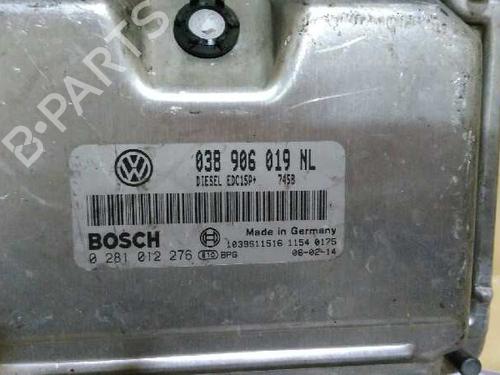 B-PARTS
038 906 019 NL
DIESEL EDC15P+ 7458
Made in Germany
BOSCH
1039S11516 1154 0175
0 281 012 276 e10 BPG
06-02-14